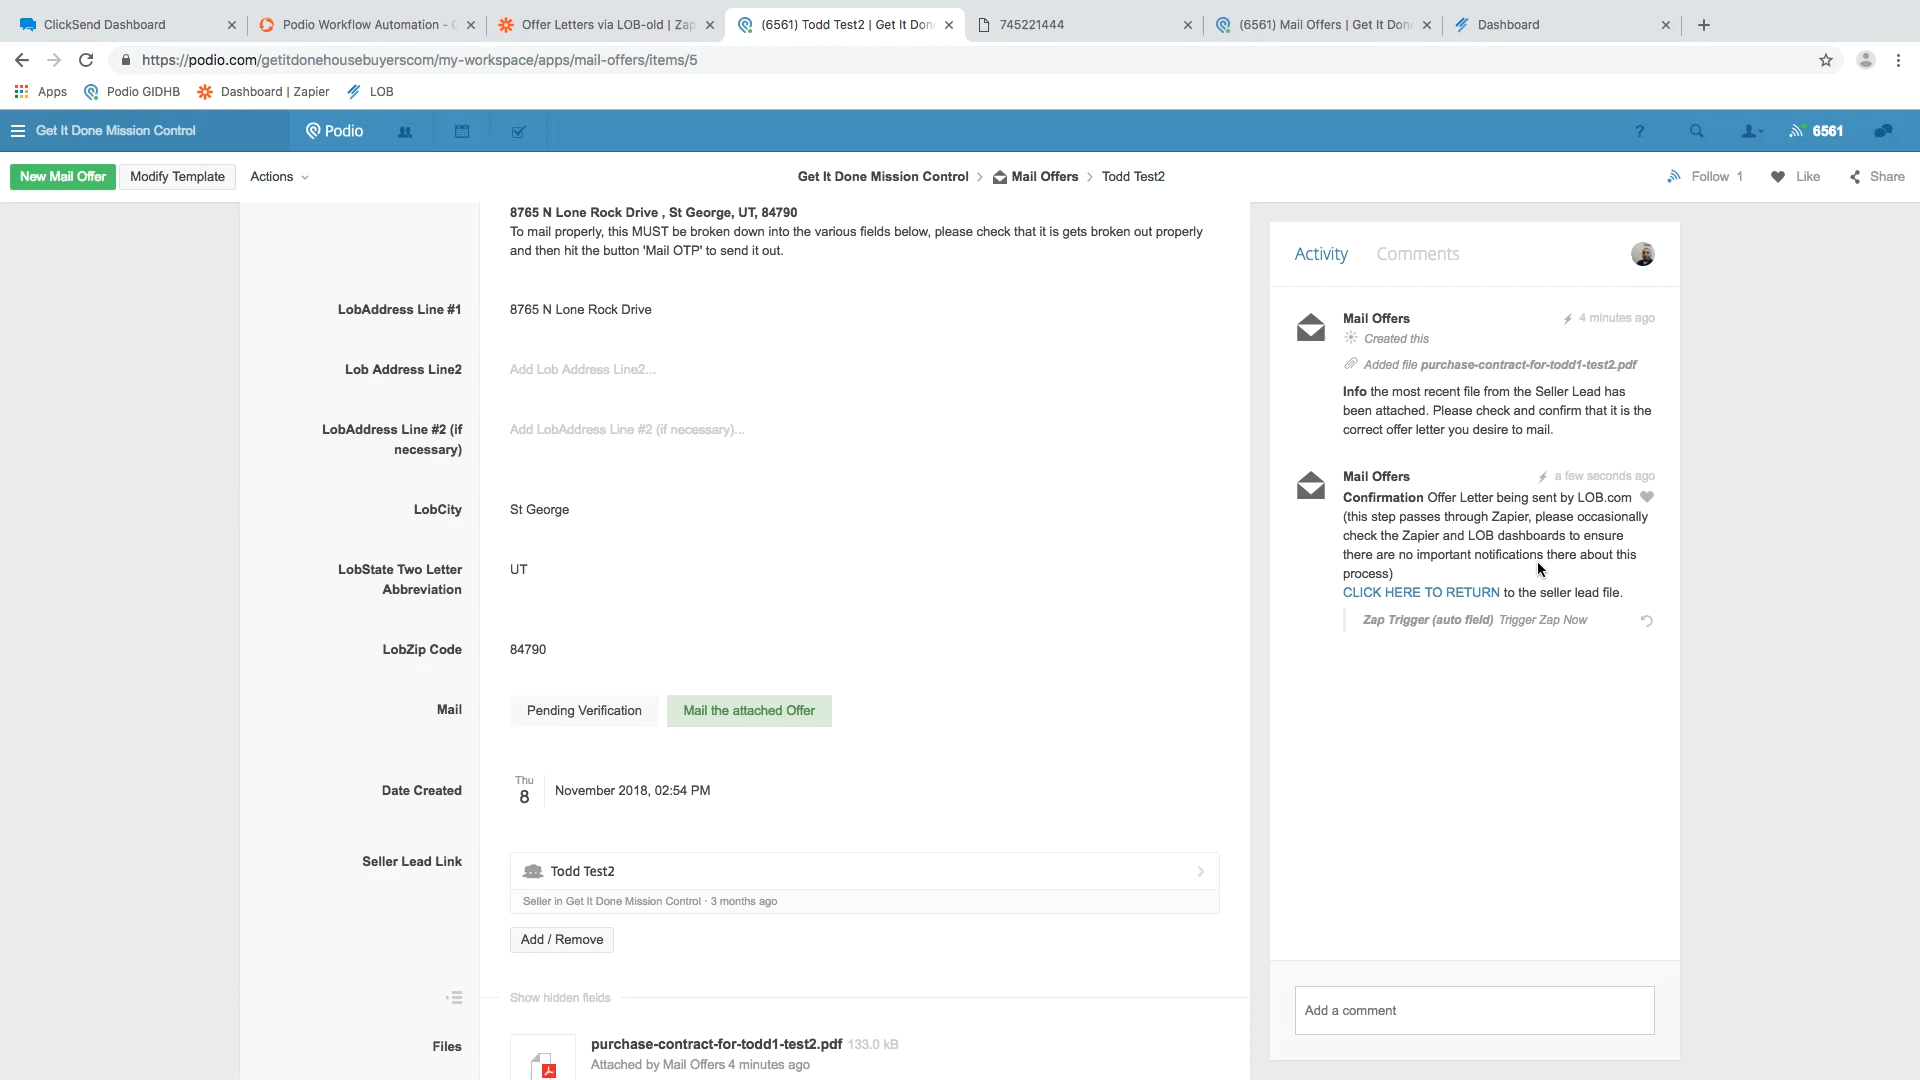 ClickSend Dashboard
Podio Workflow Automation - G
Offer Letters via LOB-old | Zap
(6561) Todd Test2 | Get It Done
745221444
(6561) Mail Offers | Get It Done
Dashboard
https://podio.com/getitdonehousebuyerscom/my-workspace/apps/mail-offers/items/5
Apps
Podio GIDHB
Dashboard | Zapier
LOB
Get It Done Mission Control
Podio
?
6561
New Mail Offer
Modify Template
Actions
Get It Done Mission Control > Mail Offers > Todd Test2
Follow 1
Like
Share
8765 N Lone Rock Drive , St George, UT, 84790
To mail properly, this MUST be broken down into the various fields below, please check that it is gets broken out properly
and then hit the button 'Mail OTP' to send it out.
LobAddress Line #1
8765 N Lone Rock Drive
Lob Address Line2
Add Lob Address Line2...
LobAddress Line #2 (if
necessary)
Add LobAddress Line #2 (if necessary)...
LobCity
St George
LobState Two Letter
Abbreviation
UT
LobZip Code
84790
Mail
Pending Verification
Mail the attached Offer
Date Created
Thu
8
November 2018, 02:54 PM
Seller Lead Link
Todd Test2
Seller in Get It Done Mission Control · 3 months ago
Add / Remove
Show hidden fields
Files
purchase-contract-for-todd1-test2.pdf 133.0 kB
Attached by Mail Offers 4 minutes ago
Activity
Comments
Mail Offers
4 minutes ago
Created this
Added file purchase-contract-for-todd1-test2.pdf
Info the most recent file from the Seller Lead has
been attached. Please check and confirm that it is the
correct offer letter you desire to mail.
Mail Offers
a few seconds ago
Confirmation Offer Letter being sent by LOB.com
(this step passes through Zapier, please occasionally
check the Zapier and LOB dashboards to ensure
there are no important notifications there about this
process)
CLICK HERE TO RETURN to the seller lead file.
Zap Trigger (auto field) Trigger Zap Now
Add a comment